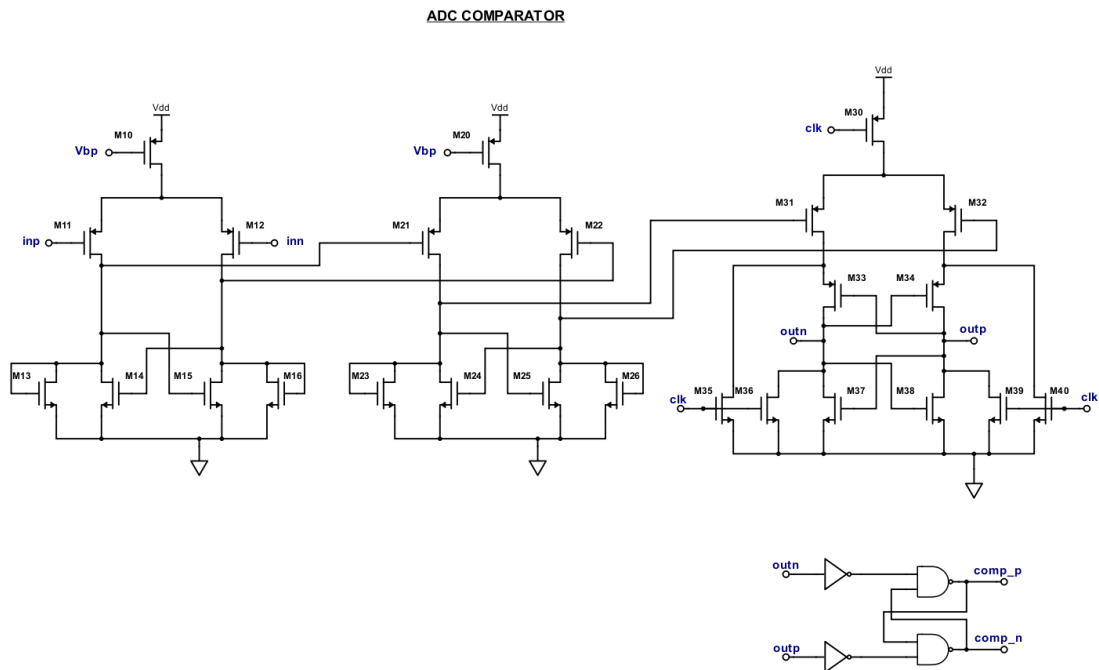 ADC COMPARATOR
Vdd
M10
Vbp
M11
inp
M12
inn
M13
M14
M15
M16
Vdd
M20
Vbp
M21
M22
M23
M24
M25
M26
Vdd
M30
clk
M31
M32
M33
M34
outn
outp
M35
M36
M37
M38
M39
M40
clk
clk
outn
comp_p
outp
comp_n